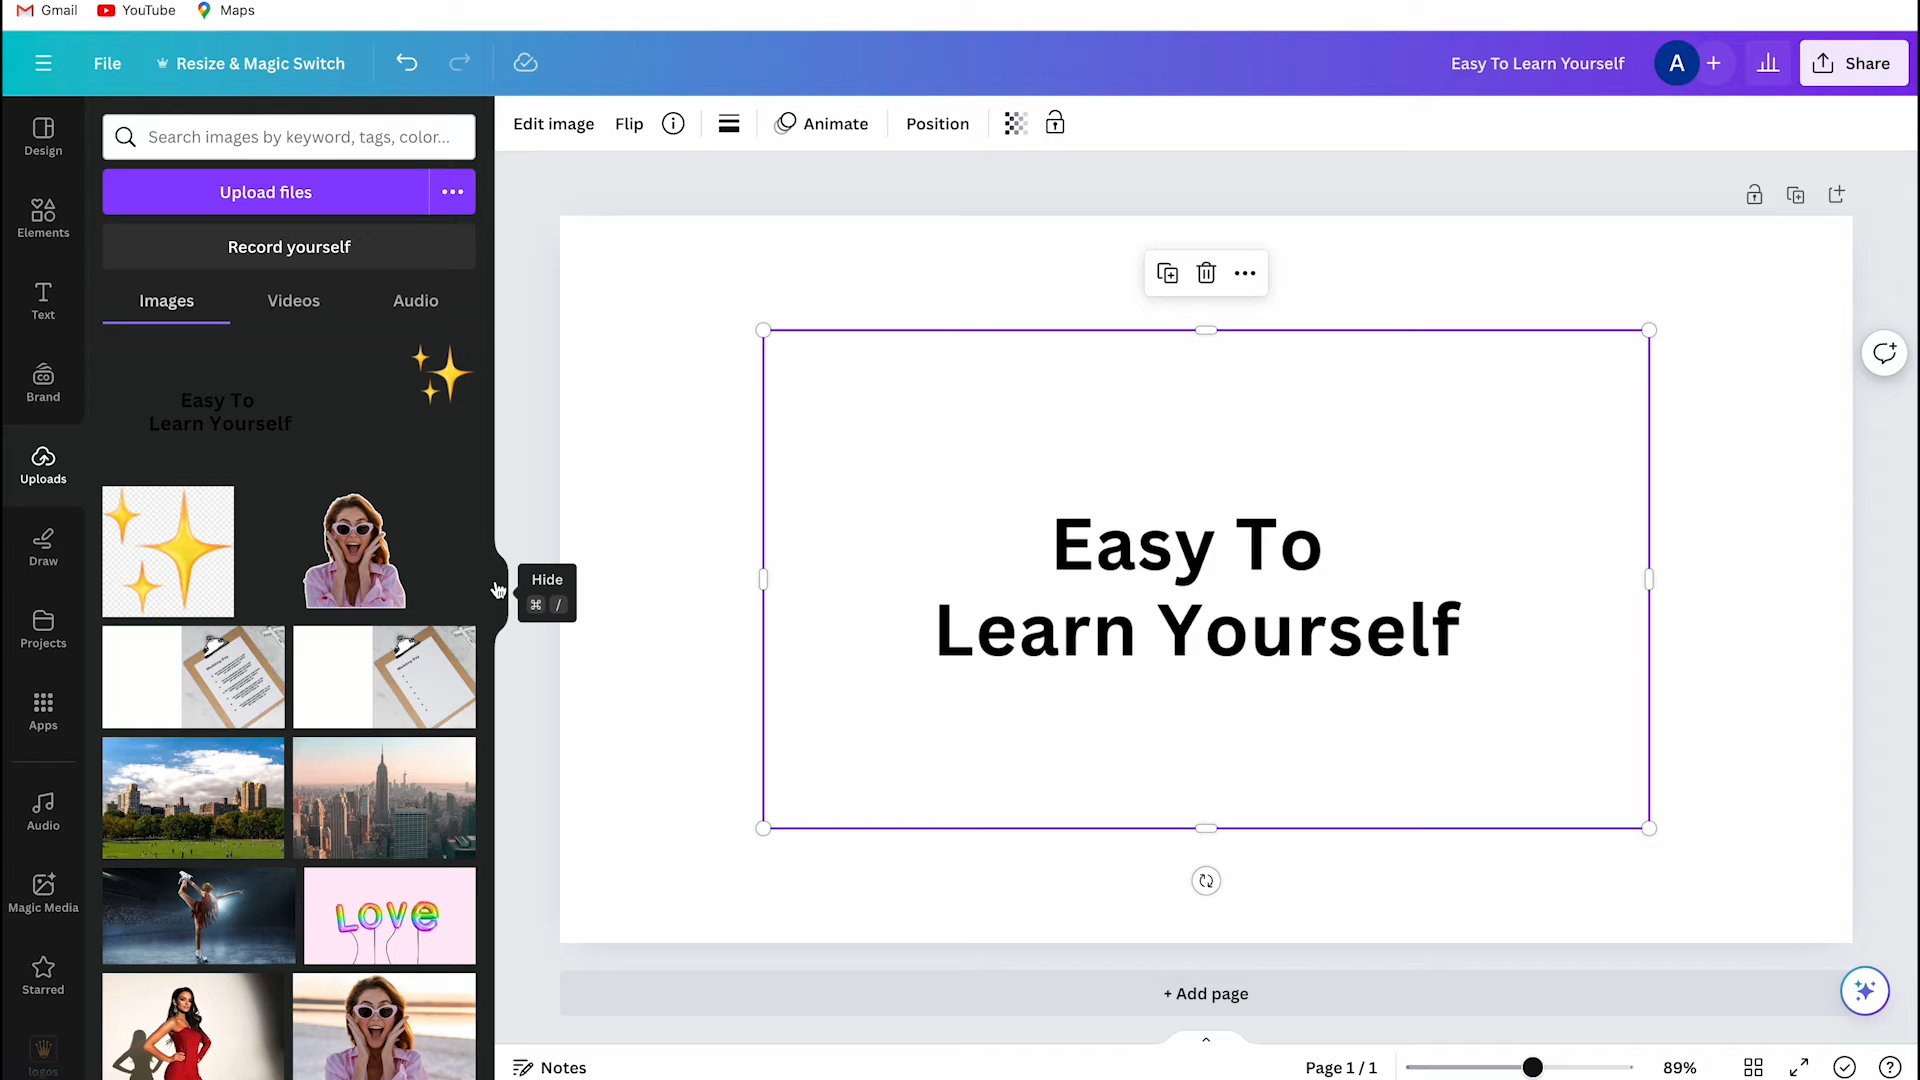 Gmail YouTube Maps
File Resize & Magic Switch Easy To Learn Yourself A + Share
Edit image Flip Animate Position
Design
Elements
Text
Brand
Uploads
Draw
Projects
Apps
Audio
Magic Media
Starred
logos
Search images by keyword, tags, color...
Upload files
Record yourself
Images Videos Audio
Easy To
Learn Yourself
LOVE
Hide
⌘ /
Easy To
Learn Yourself
+ Add page
Notes Page 1 / 1 89%